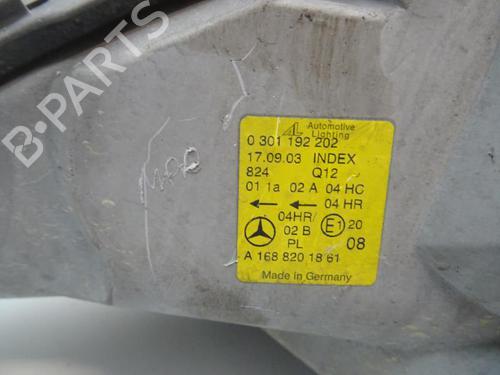 B-PARTS
Automotive
Lighting
0 301 192 202
17.09.03 INDEX
824 Q12
01 1a 02 A 04 HC
04 HR
04HR/
02 B E1 20
PL 08
A 168 820 18 61
Made in Germany